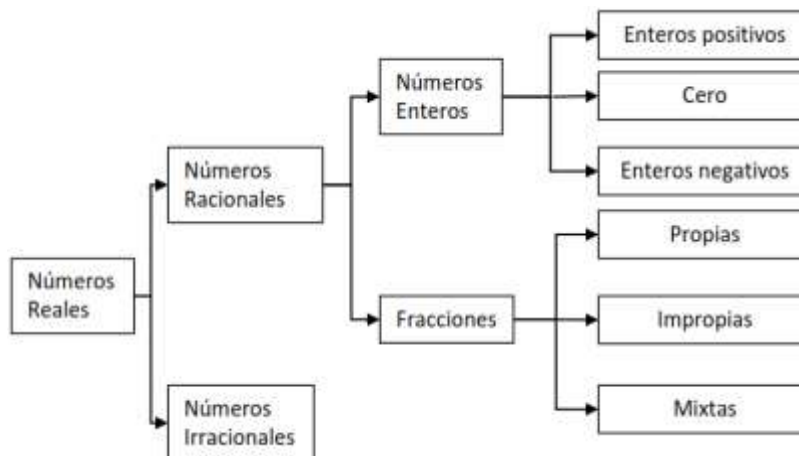 Enteros positivos
Números
Enteros
Cero
Números
Racionales
Enteros negativos
Propias
Números
Reales
Fracciones
Impropias
Números
Irracionales
Mixtas